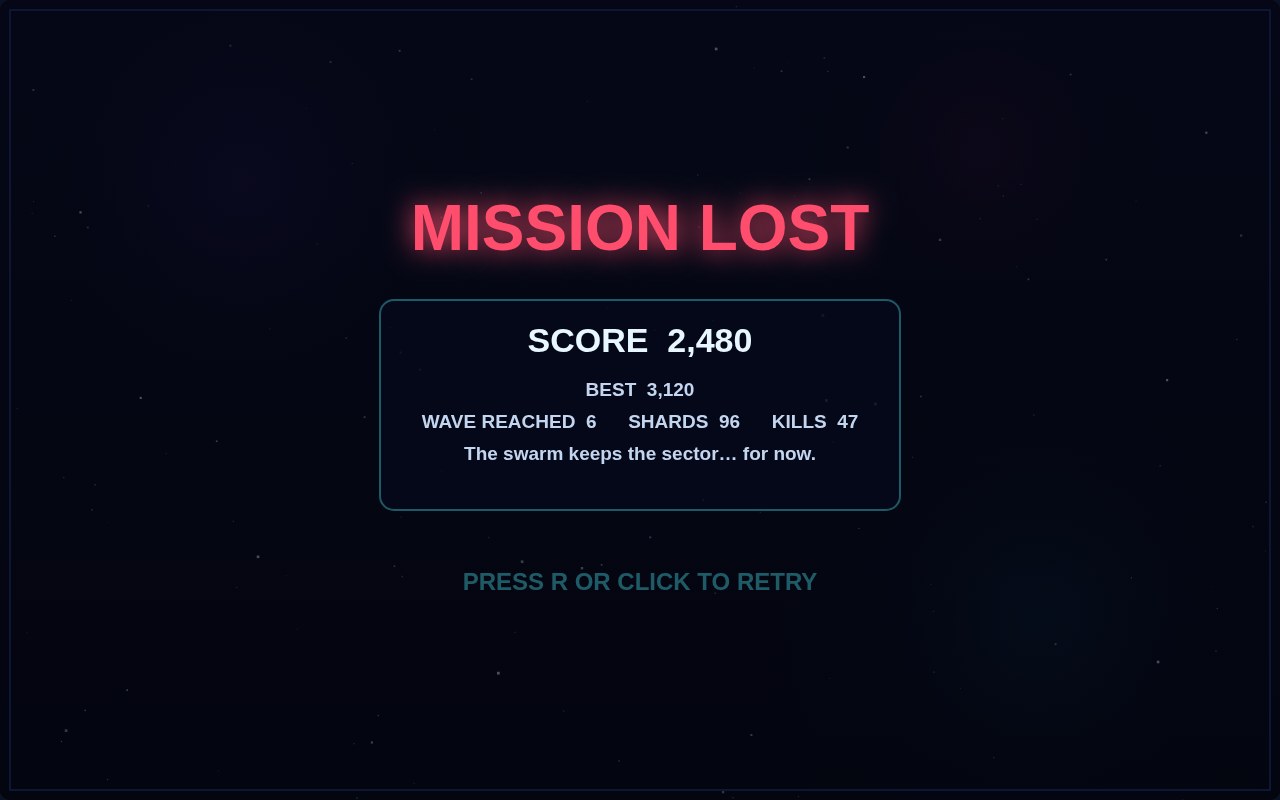 MISSION LOST
SCORE 2,480
BEST 3,120
WAVE REACHED 6 SHARDS 96 KILLS 47
The swarm keeps the sector… for now.
PRESS R OR CLICK TO RETRY